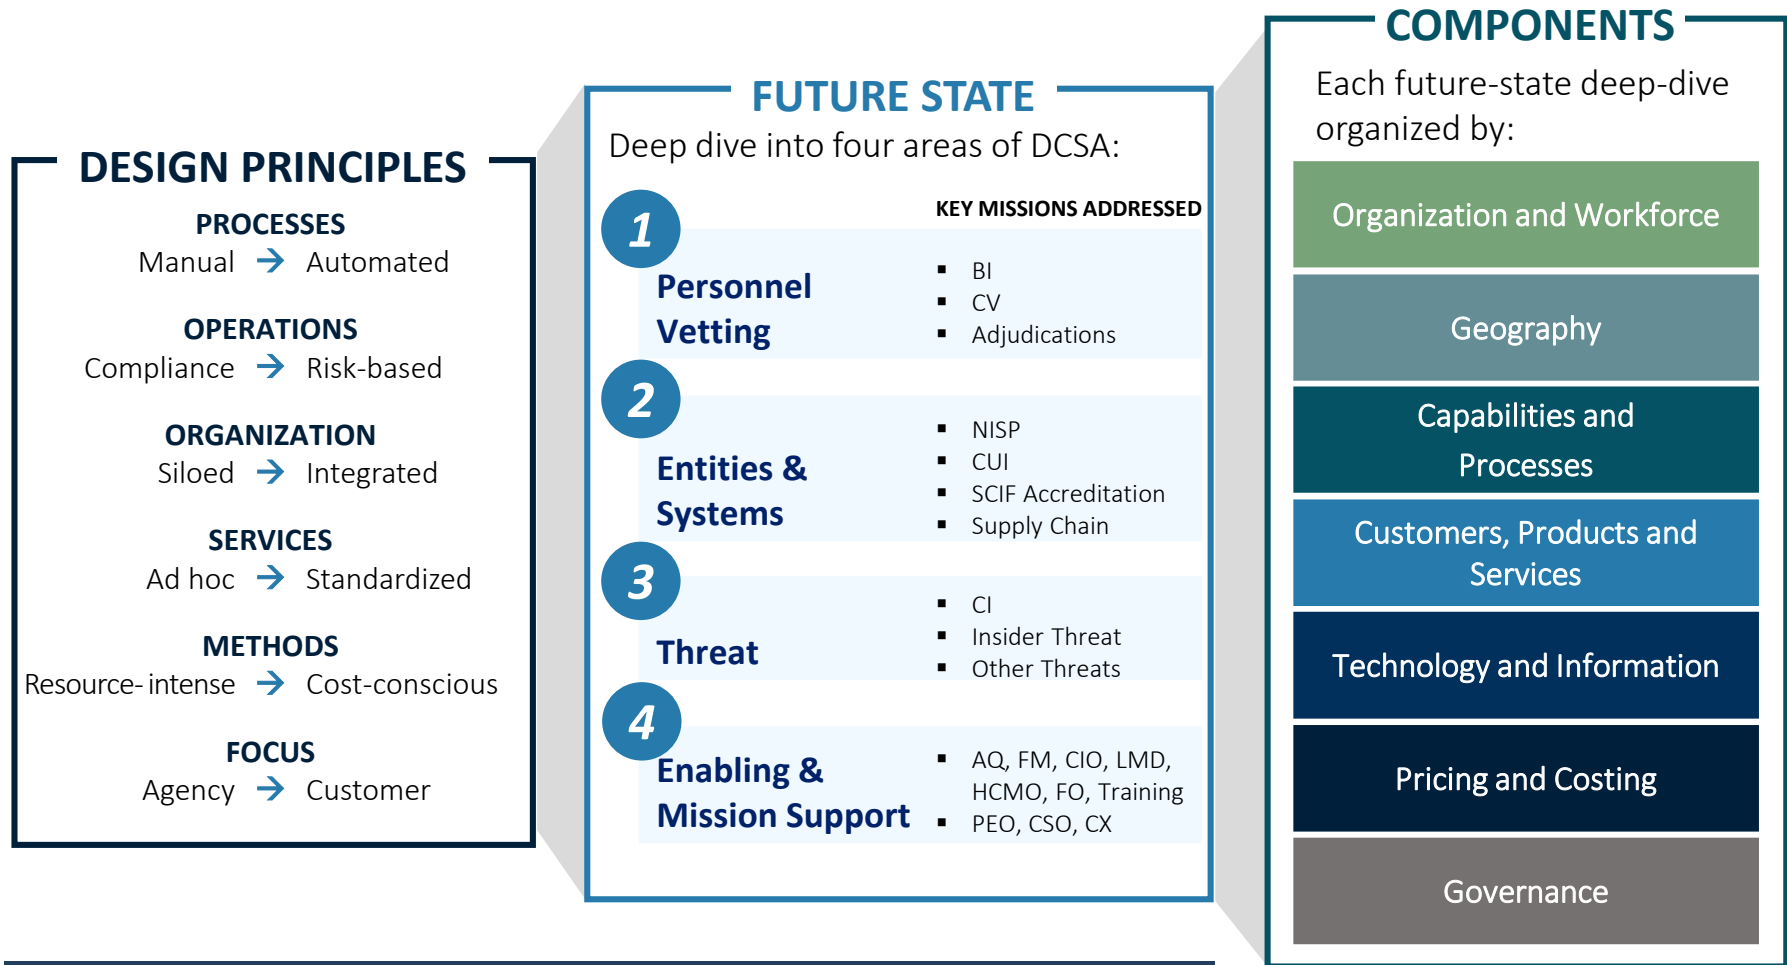 DESIGN PRINCIPLES
PROCESSES
Manual → Automated
OPERATIONS
Compliance → Risk-based
ORGANIZATION
Siloed → Integrated
SERVICES
Ad hoc → Standardized
METHODS
Resource- intense → Cost-conscious
FOCUS
Agency → Customer
FUTURE STATE
Deep dive into four areas of DCSA:
KEY MISSIONS ADDRESSED
1
Personnel
Vetting
▪ BI
▪ CV
▪ Adjudications
2
Entities &
Systems
▪ NISP
▪ CUI
▪ SCIF Accreditation
▪ Supply Chain
3
Threat
▪ CI
▪ Insider Threat
▪ Other Threats
4
Enabling &
Mission Support
▪ AQ, FM, CIO, LMD,
HCMO, FO, Training
▪ PEO, CSO, CX
COMPONENTS
Each future-state deep-dive
organized by:
Organization and Workforce
Geography
Capabilities and
Processes
Customers, Products and
Services
Technology and Information
Pricing and Costing
Governance